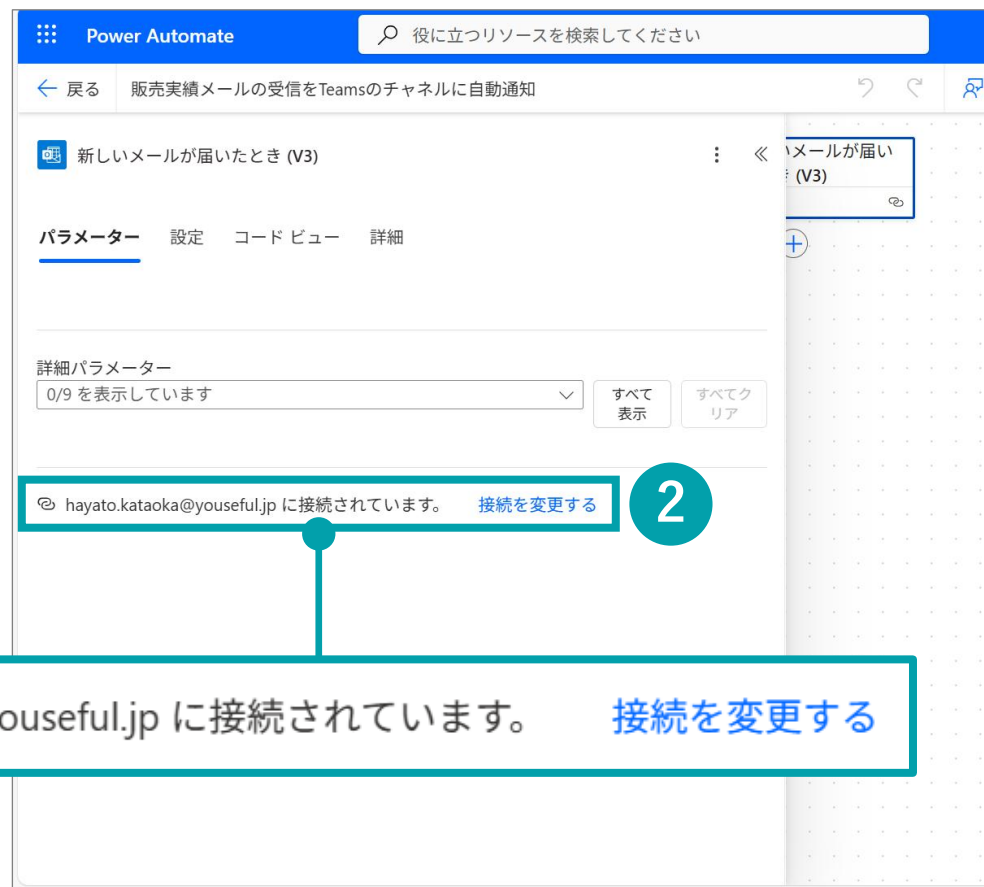 Power Automate
役に立つリソースを検索してください
戻る
販売実績メールの受信をTeamsのチャネルに自動通知
新しいメールが届いたとき (V3)
メールが届い
(V3)
パラメーター 設定 コード ビュー 詳細
詳細パラメーター
0/9 を表示しています
すべて
表示
すべてク
リア
hayato.kataoka@youseful.jp に接続されています。 接続を変更する
2
ouseful.jp に接続されています。 接続を変更する